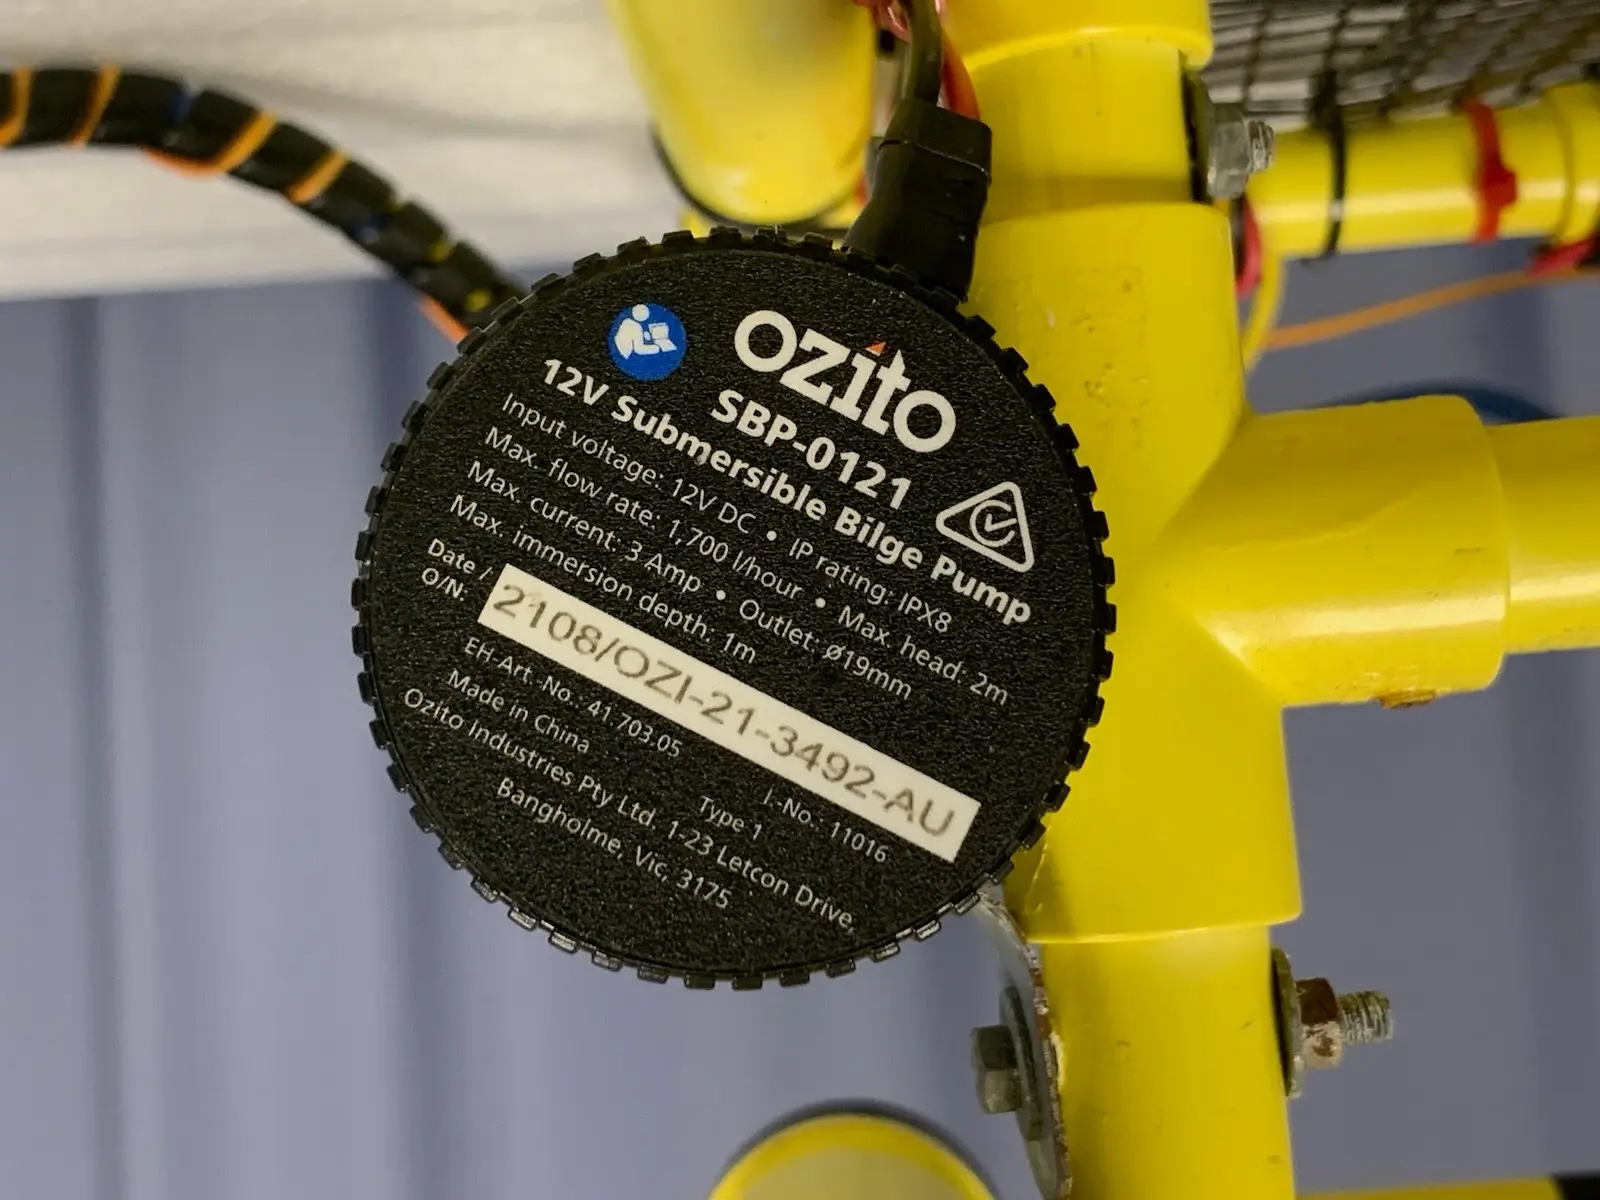 ozito
SBP-0121
12V Submersible Bilge Pump
Input voltage: 12V DC • IP rating: IPX8
Max. flow rate: 1,700 l/hour • Max. head: 2m
Max. current: 3 Amp • Outlet: ø19mm
Max. immersion depth: 1m
Date /
O/N:
2108/OZI-21-3492-AU
EH-Art.-No.: 41.703.05 I.-No.: 11016
Made in China Type 1
Ozito Industries Pty Ltd. 1-23 Letcon Drive,
Bangholme, Vic, 3175